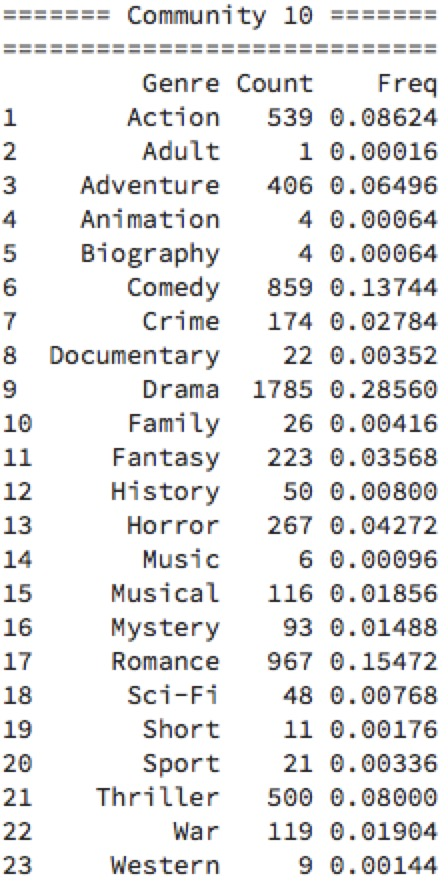 ======= Community 10 =======
============================
Genre Count Freq
1 Action 539 0.08624
2 Adult 1 0.00016
3 Adventure 406 0.06496
4 Animation 4 0.00064
5 Biography 4 0.00064
6 Comedy 859 0.13744
7 Crime 174 0.02784
8 Documentary 22 0.00352
9 Drama 1785 0.28560
10 Family 26 0.00416
11 Fantasy 223 0.03568
12 History 50 0.00800
13 Horror 267 0.04272
14 Music 6 0.00096
15 Musical 116 0.01856
16 Mystery 93 0.01488
17 Romance 967 0.15472
18 Sci-Fi 48 0.00768
19 Short 11 0.00176
20 Sport 21 0.00336
21 Thriller 500 0.08000
22 War 119 0.01904
23 Western 9 0.00144